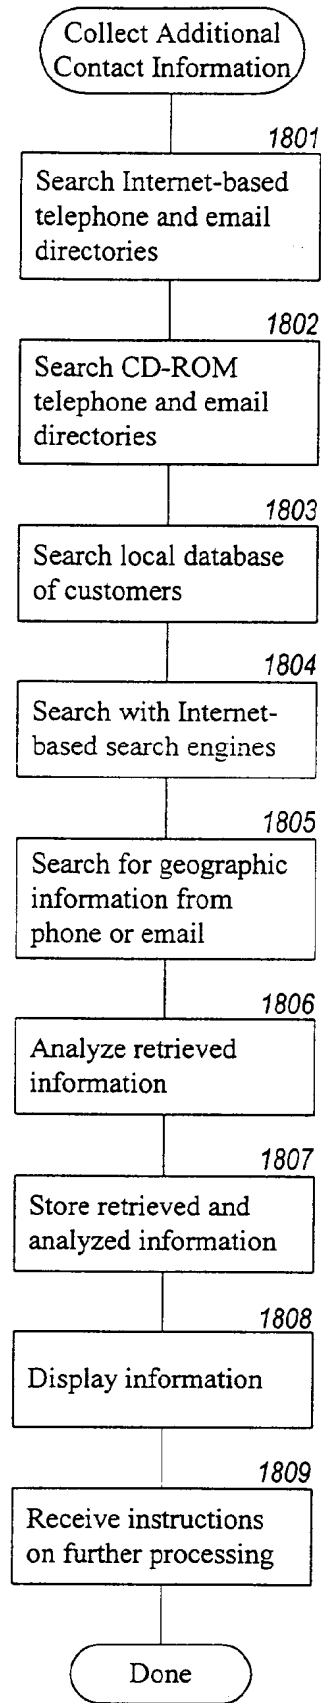 Collect Additional
Contact Information
1801
Search Internet-based
telephone and email
directories
1802
Search CD-ROM
telephone and email
directories
1803
Search local database
of customers
1804
Search with Internet-
based search engines
1805
Search for geographic
information from
phone or email
1806
Analyze retrieved
information
1807
Store retrieved and
analyzed information
1808
Display information
1809
Receive instructions
on further processing
Done